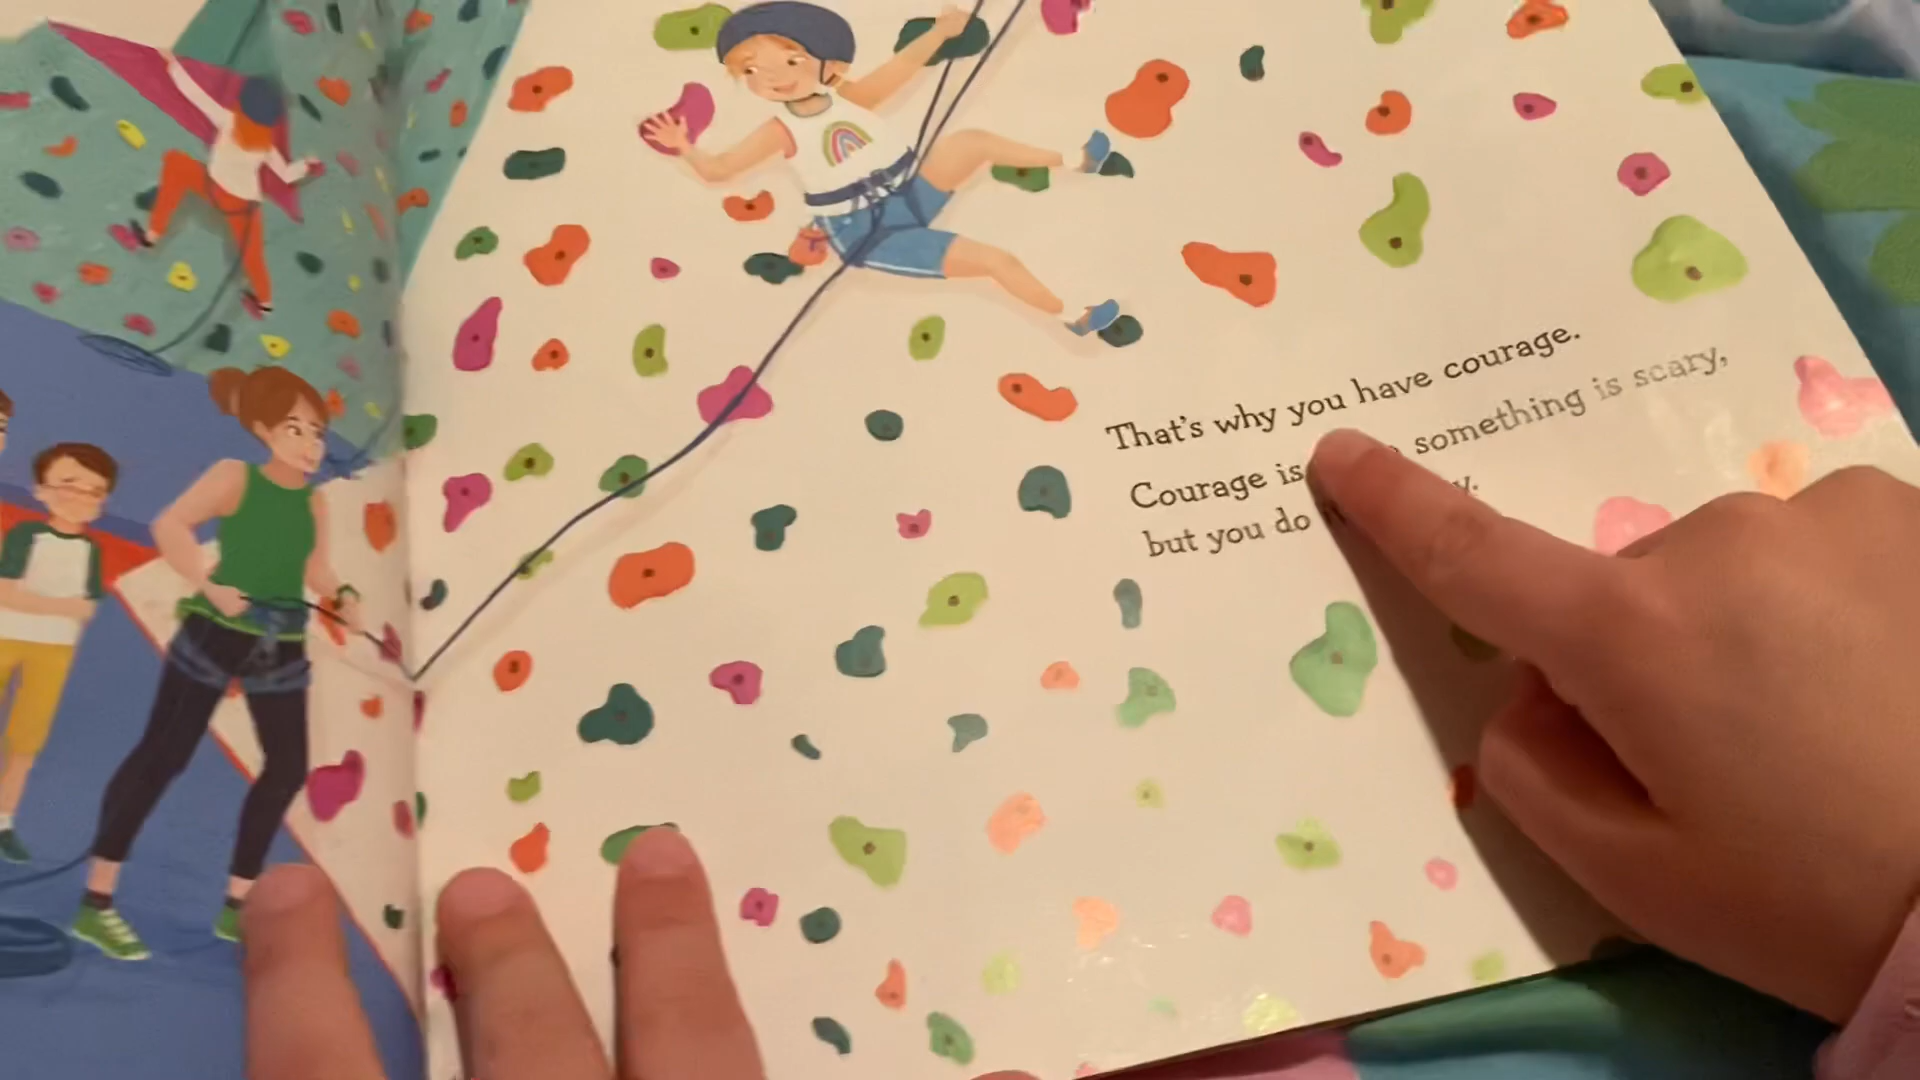 That's why you have courage.
Courage is something is scary,
but you do